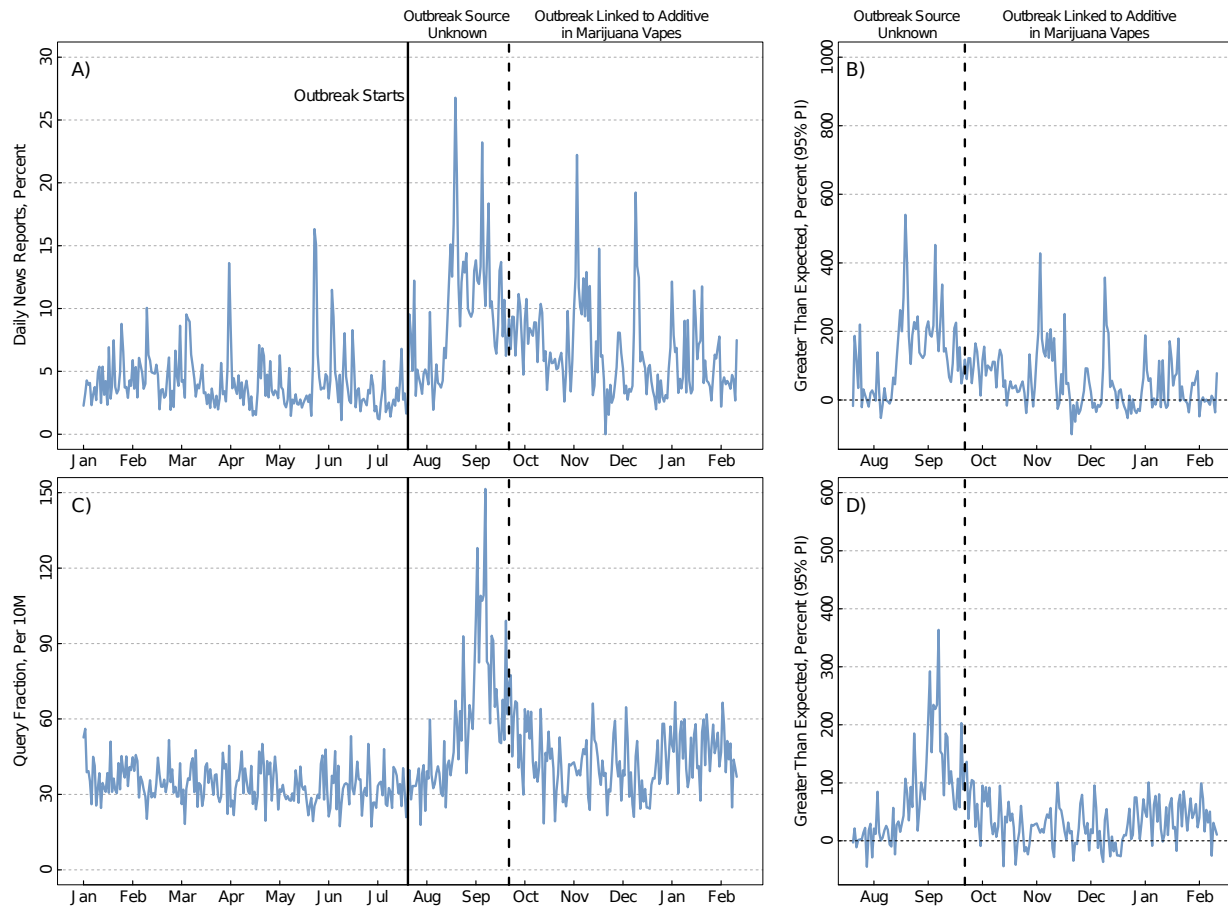 Outbreak Source
Unknown
Outbreak Linked to Additive
in Marijuana Vapes
Outbreak Source
Unknown
Outbreak Linked to Additive
in Marijuana Vapes
A)
Outbreak Starts
Daily News Reports, Percent
30
25
20
15
10
5
0
Jan Feb Mar Apr May Jun Jul Aug Sep Oct Nov Dec Jan Feb
B)
Greater Than Expected, Percent (95% PI)
1000
800
600
400
200
0
Aug Sep Oct Nov Dec Jan Feb
C)
Query Fraction, Per 10M
150
120
90
60
30
0
Jan Feb Mar Apr May Jun Jul Aug Sep Oct Nov Dec Jan Feb
D)
Greater Than Expected, Percent (95% PI)
600
500
400
300
200
100
0
Aug Sep Oct Nov Dec Jan Feb